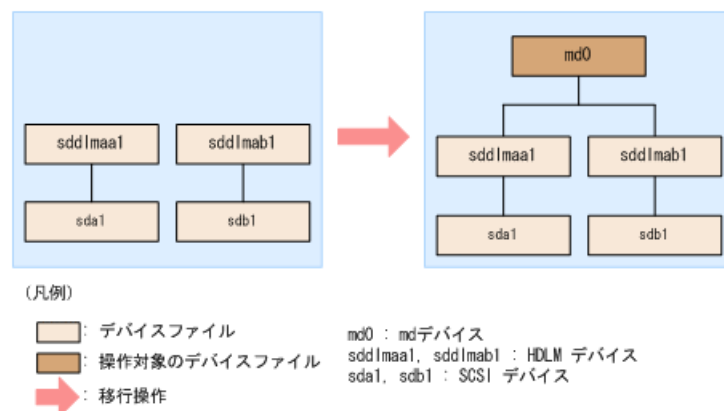 md0
sddlmaa1 sddlmab1 sddlmaa1 sddlmab1
sda1 sdb1 sda1 sdb1
(凡例)
: デバイスファイル
: 操作対象のデバイスファイル
: 移行操作
md0 : mdデバイス
sddlmaa1, sddlmab1 : HDLM デバイス
sda1, sdb1 : SCSI デバイス